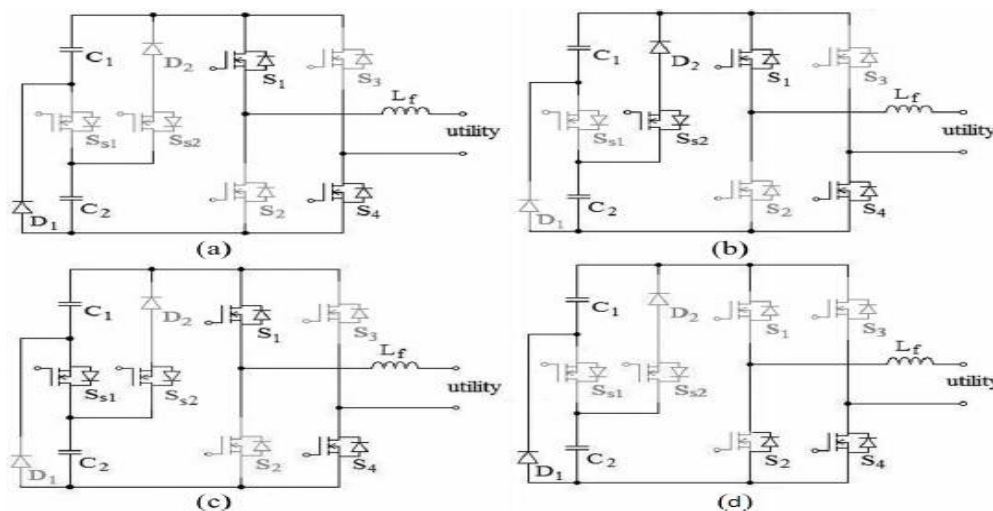 C1
D2
S1
S3
Lf
utility
Ss1
Ss2
C2
D1
S2
S4
(a)
C1
D2
S1
S3
Lf
utility
Ss1
Ss2
C2
D1
S2
S4
(b)
C1
D2
S1
S3
Lf
utility
Ss1
Ss2
C2
D1
S2
S4
(c)
C1
D2
S1
S3
Lf
utility
Ss1
Ss2
C2
D1
S2
S4
(d)